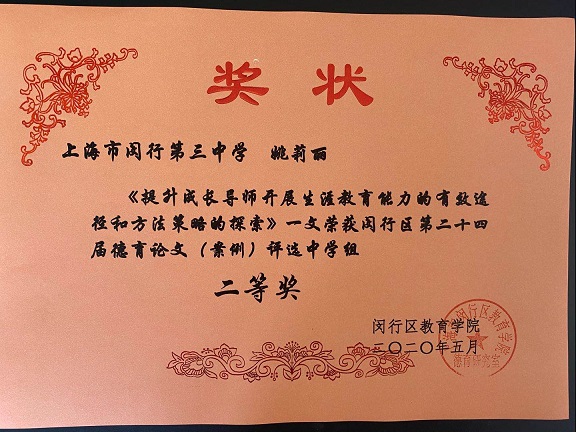 奖状
上海市闵行第三中学 姚莉丽
《提升成长导师开展生涯教育能力的有效途
径和方法策略的探索》一文荣获闵行区第二十四
届德育论文（案例）评选中学组
二等奖
闵行区教育学院
二〇二〇年五月
闵行区教育学院
德育研究室